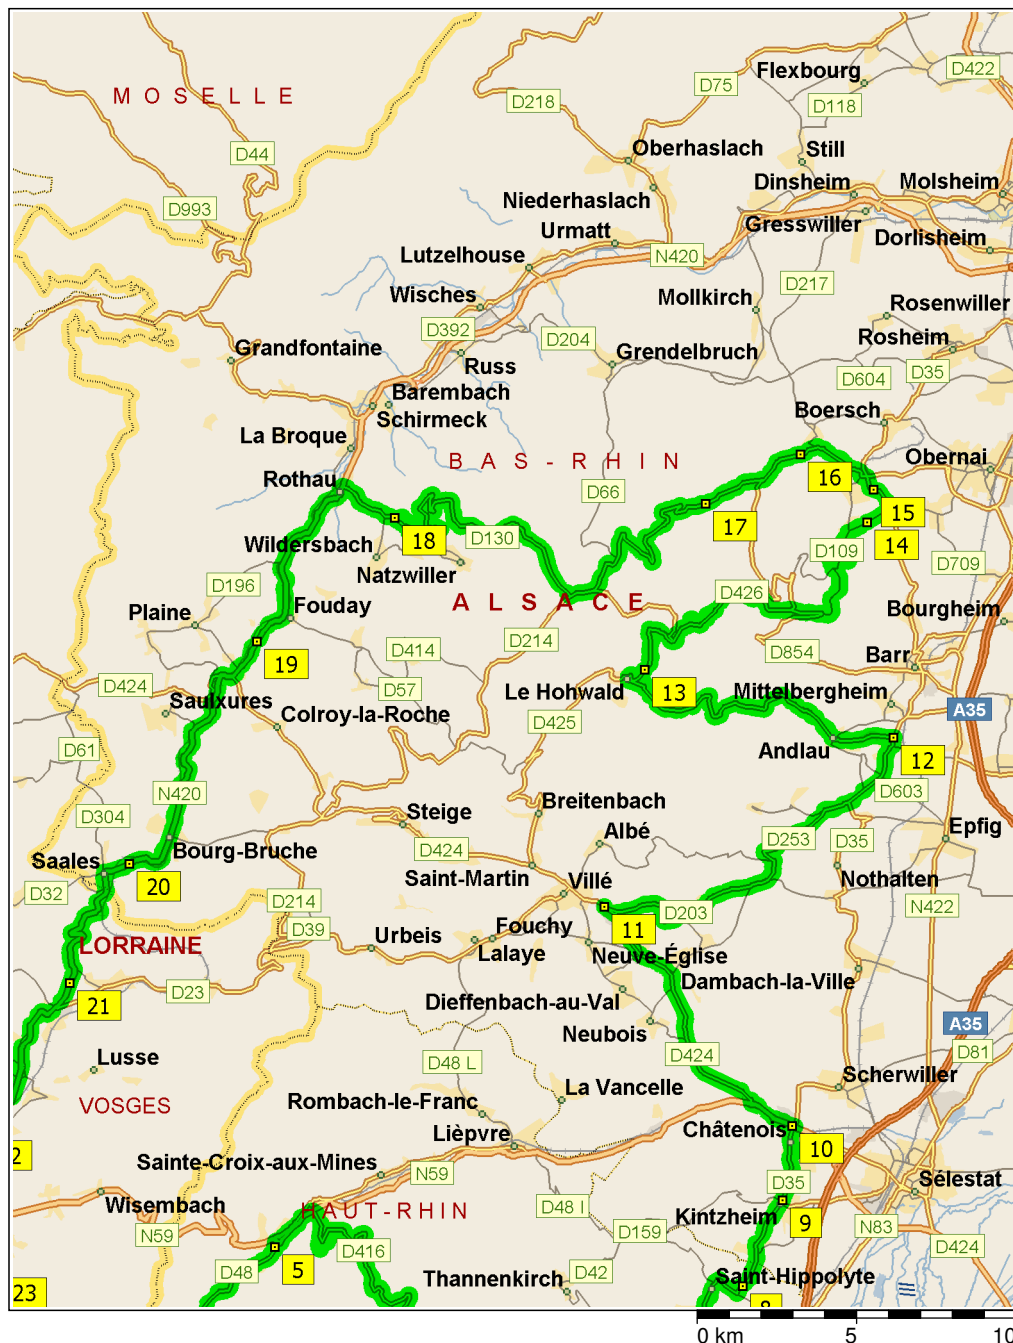 Flexbourg
D422
MOSELLE
D75
D218
D118
D44
Oberhaslach
Still
Dinsheim
Molsheim
Niederhaslach
D993
Urmatt
Gresswiller
Dorlisheim
Lutzelhouse
N420
D217
Wisches
Mollkirch
Rosenwiller
D392
D204
Rosheim
Grandfontaine
Grendelbruch
Russ
D35
D604
Barembach
Schirmeck
Boersch
La Broque
BAS-RHIN
Obernai
Rothau
16
D66
15
17
Wildersbach
18
D130
14
D109
D709
Natzwiller
D196
D426
ALSACE
Fouday
Plaine
Bourgheim
D214
D414
D854
Barr
19
D424
D57
Le Hohwald
13
Mittelbergheim
Saulxures
Colroy-la-Roche
A35
D425
D61
Andlau
12
N420
D603
Breitenbach
D304
Steige
Albé
D253
D35
Epfig
Saales
Bourg-Bruche
D424
20
Saint-Martin
Villé
Nothalten
D32
D214
D203
N422
LORRAINE
D39
Urbeis
Fouchy
11
Lalaye
Neuve-Église
D23
Dambach-la-Ville
21
Dieffenbach-au-Val
Neubois
A35
D424
D81
Lusse
D48 L
La Vancelle
Scherwiller
VOSGES
Rombach-le-Franc
Lièpvre
Châtenois
10
2
Sainte-Croix-aux-Mines
N59
D35
Sélestat
Wisembach
HAUT-RHIN
D48 I
Kintzheim
9
N59
D159
N83
D416
D424
D48
5
Thannenkirch
D42
Saint-Hippolyte
23
8
0 km
5
10